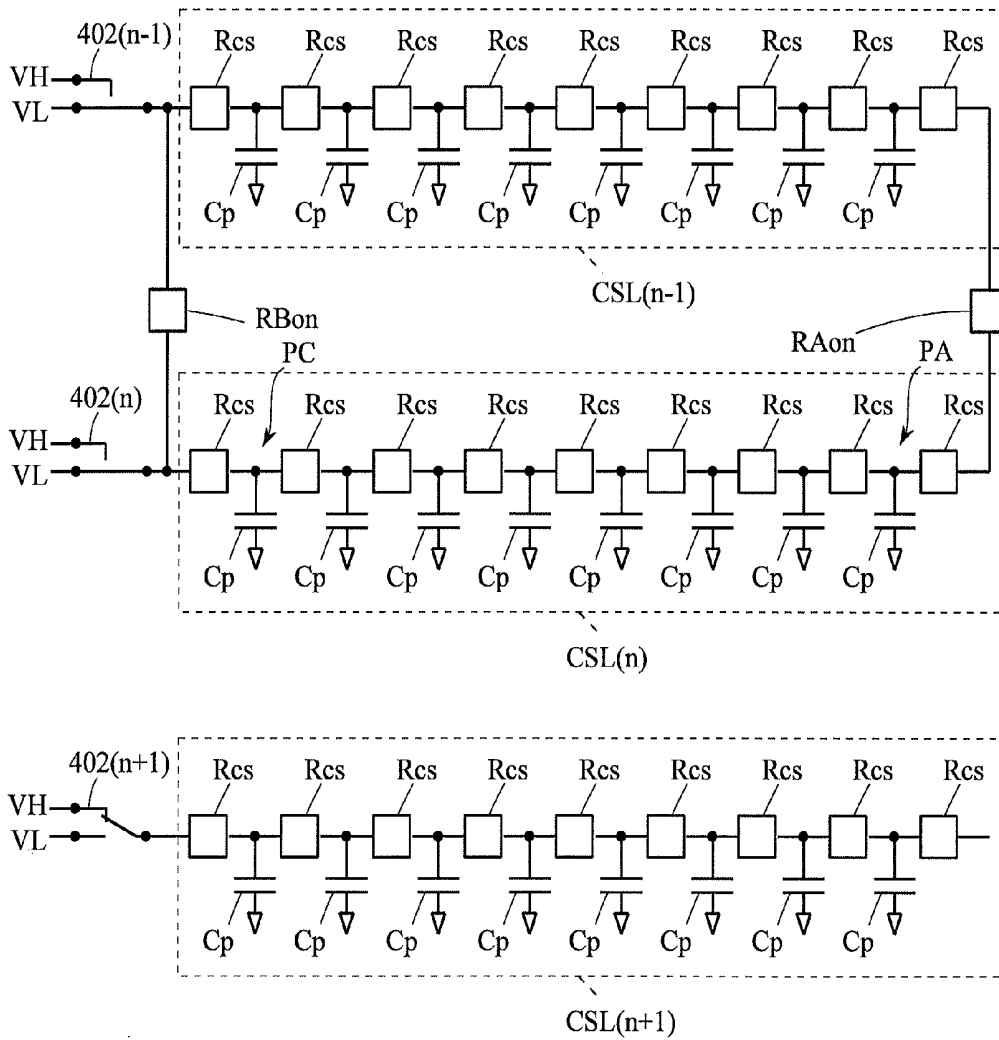 402(n-1)
Rcs Rcs Rcs Rcs Rcs Rcs Rcs Rcs Rcs
VH
VL
Cp Cp Cp Cp Cp Cp Cp Cp
CSL(n-1)
RBon
RAon
PC
PA
402(n)
Rcs Rcs Rcs Rcs Rcs Rcs Rcs Rcs Rcs
VH
VL
Cp Cp Cp Cp Cp Cp Cp Cp
CSL(n)
402(n+1)
Rcs Rcs Rcs Rcs Rcs Rcs Rcs Rcs Rcs
VH
VL
Cp Cp Cp Cp Cp Cp Cp Cp
CSL(n+1)